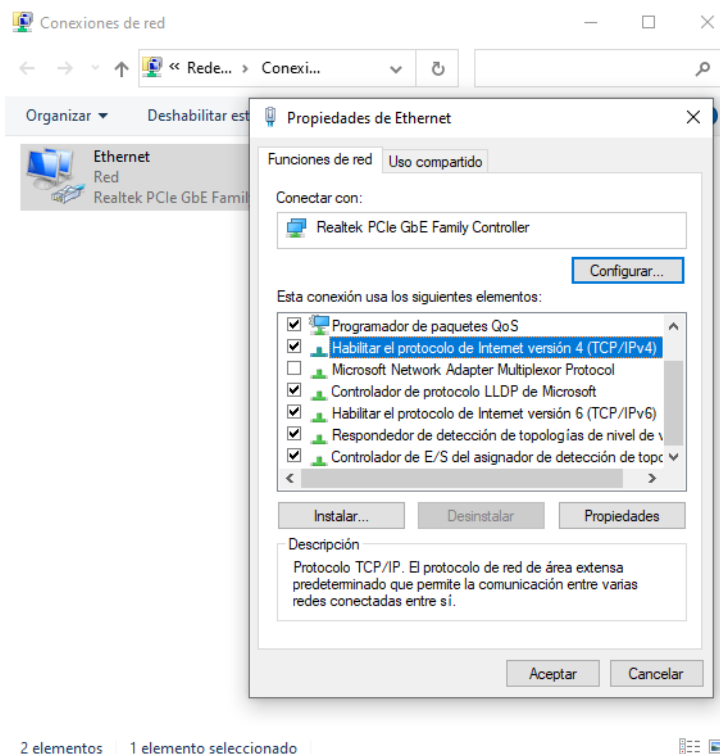 Conexiones de red
« Rede... › Conexi...
Organizar
Deshabilitar est
Ethernet
Red
Realtek PCIe GbE Famil
Propiedades de Ethernet
Funciones de red
Uso compartido
Conectar con:
Realtek PCIe GbE Family Controller
Configurar...
Esta conexión usa los siguientes elementos:
Programador de paquetes QoS
Habilitar el protocolo de Internet versión 4 (TCP/IPv4)
Microsoft Network Adapter Multiplexor Protocol
Controlador de protocolo LLDP de Microsoft
Habilitar el protocolo de Internet versión 6 (TCP/IPv6)
Respondedor de detección de topologías de nivel de v
Controlador de E/S del asignador de detección de topo
Instalar...
Desinstalar
Propiedades
Descripción
Protocolo TCP/IP. El protocolo de red de área extensa
predeterminado que permite la comunicación entre varias
redes conectadas entre sí.
Aceptar
Cancelar
2 elementos
1 elemento seleccionado